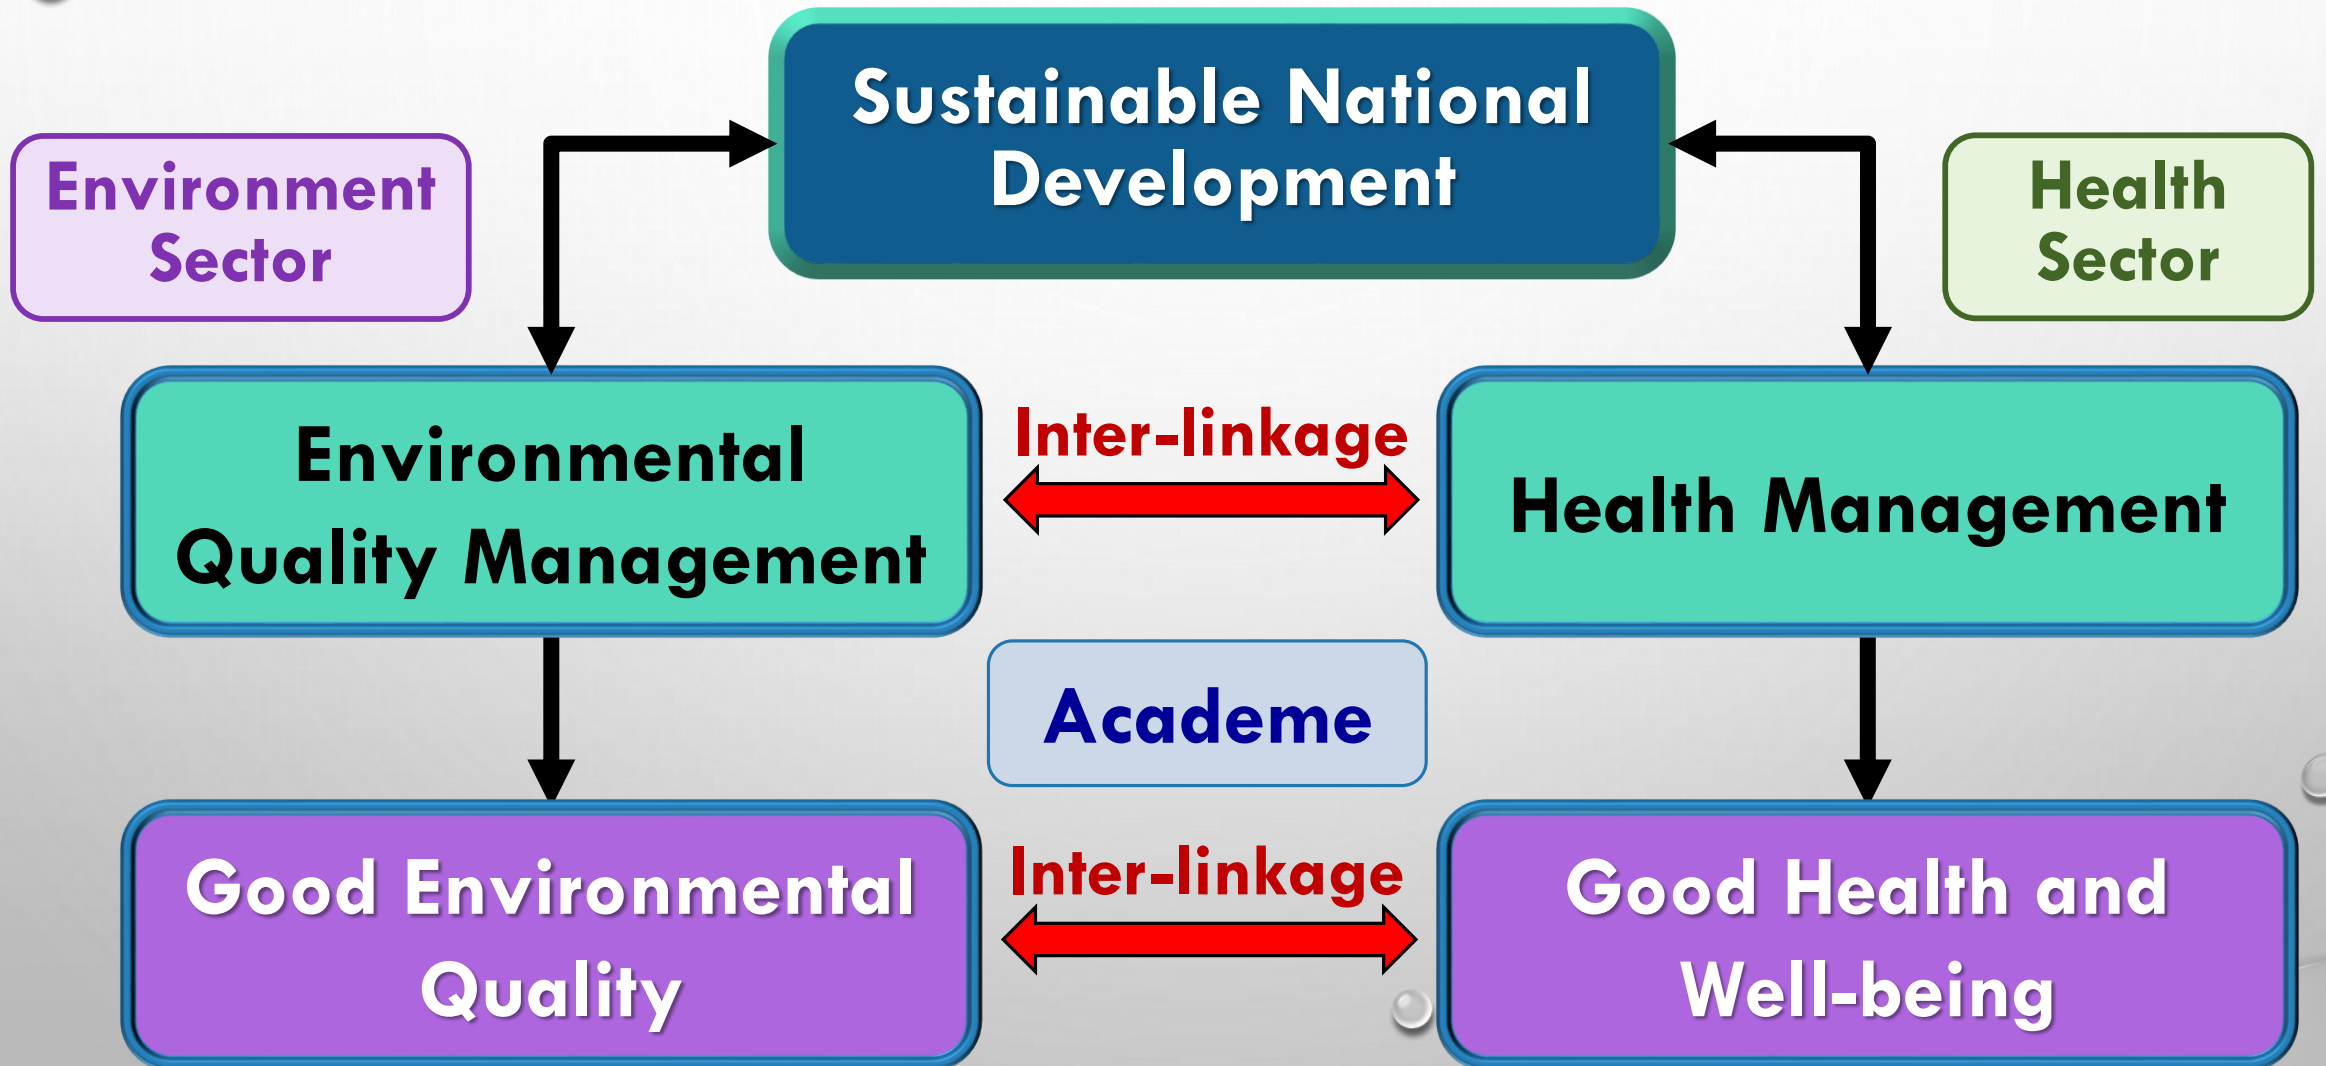 Sustainable National
Development
Environment
Sector
Health
Sector
Environmental
Quality Management
Inter-linkage
Health Management
Academe
Good Environmental
Quality
Inter-linkage
Good Health and
Well-being